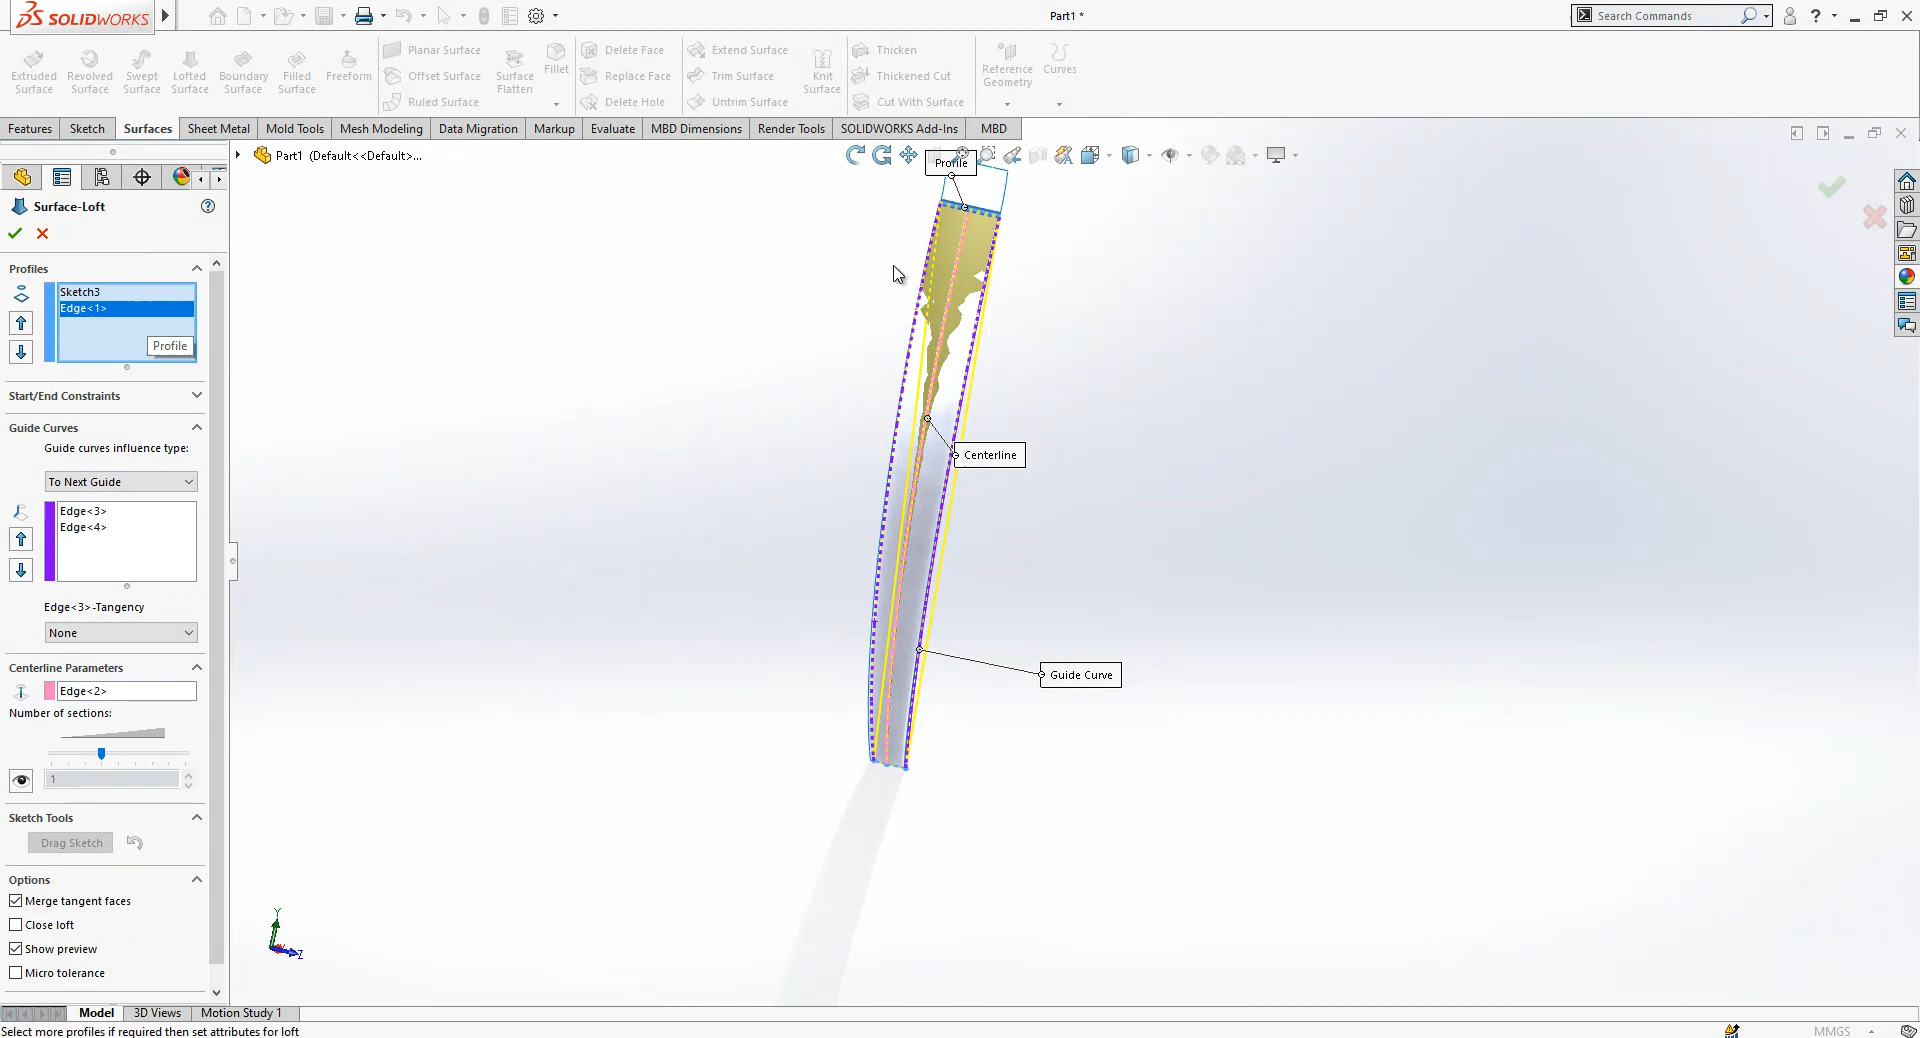 SOLIDWORKS
Part1 *
Search Commands
Extruded Surface
Revolved Surface
Swept Surface
Lofted Surface
Boundary Surface
Filled Surface
Freeform
Planar Surface
Offset Surface
Ruled Surface
Surface Flatten
Fillet
Delete Face
Replace Face
Delete Hole
Extend Surface
Trim Surface
Untrim Surface
Knit Surface
Thicken
Thickened Cut
Cut With Surface
Reference Geometry
Curves
Features Sketch Surfaces Sheet Metal Mold Tools Mesh Modeling Data Migration Markup Evaluate MBD Dimensions Render Tools SOLIDWORKS Add-Ins MBD
Part1 (Default<<Default>...
Profile
Surface-Loft
Profiles
Sketch3
Edge<1>
Profile
Start/End Constraints
Guide Curves
Guide curves influence type:
Centerline
To Next Guide
Edge<3>
Edge<4>
Edge<3>-Tangency
None
Centerline Parameters
Guide Curve
Edge<2>
Number of sections:
1
Sketch Tools
Drag Sketch
Options
Merge tangent faces
Close loft
Show preview
Micro tolerance
Y
Z
Model 3D Views Motion Study 1
Select more profiles if required then set attributes for loft
MMGS